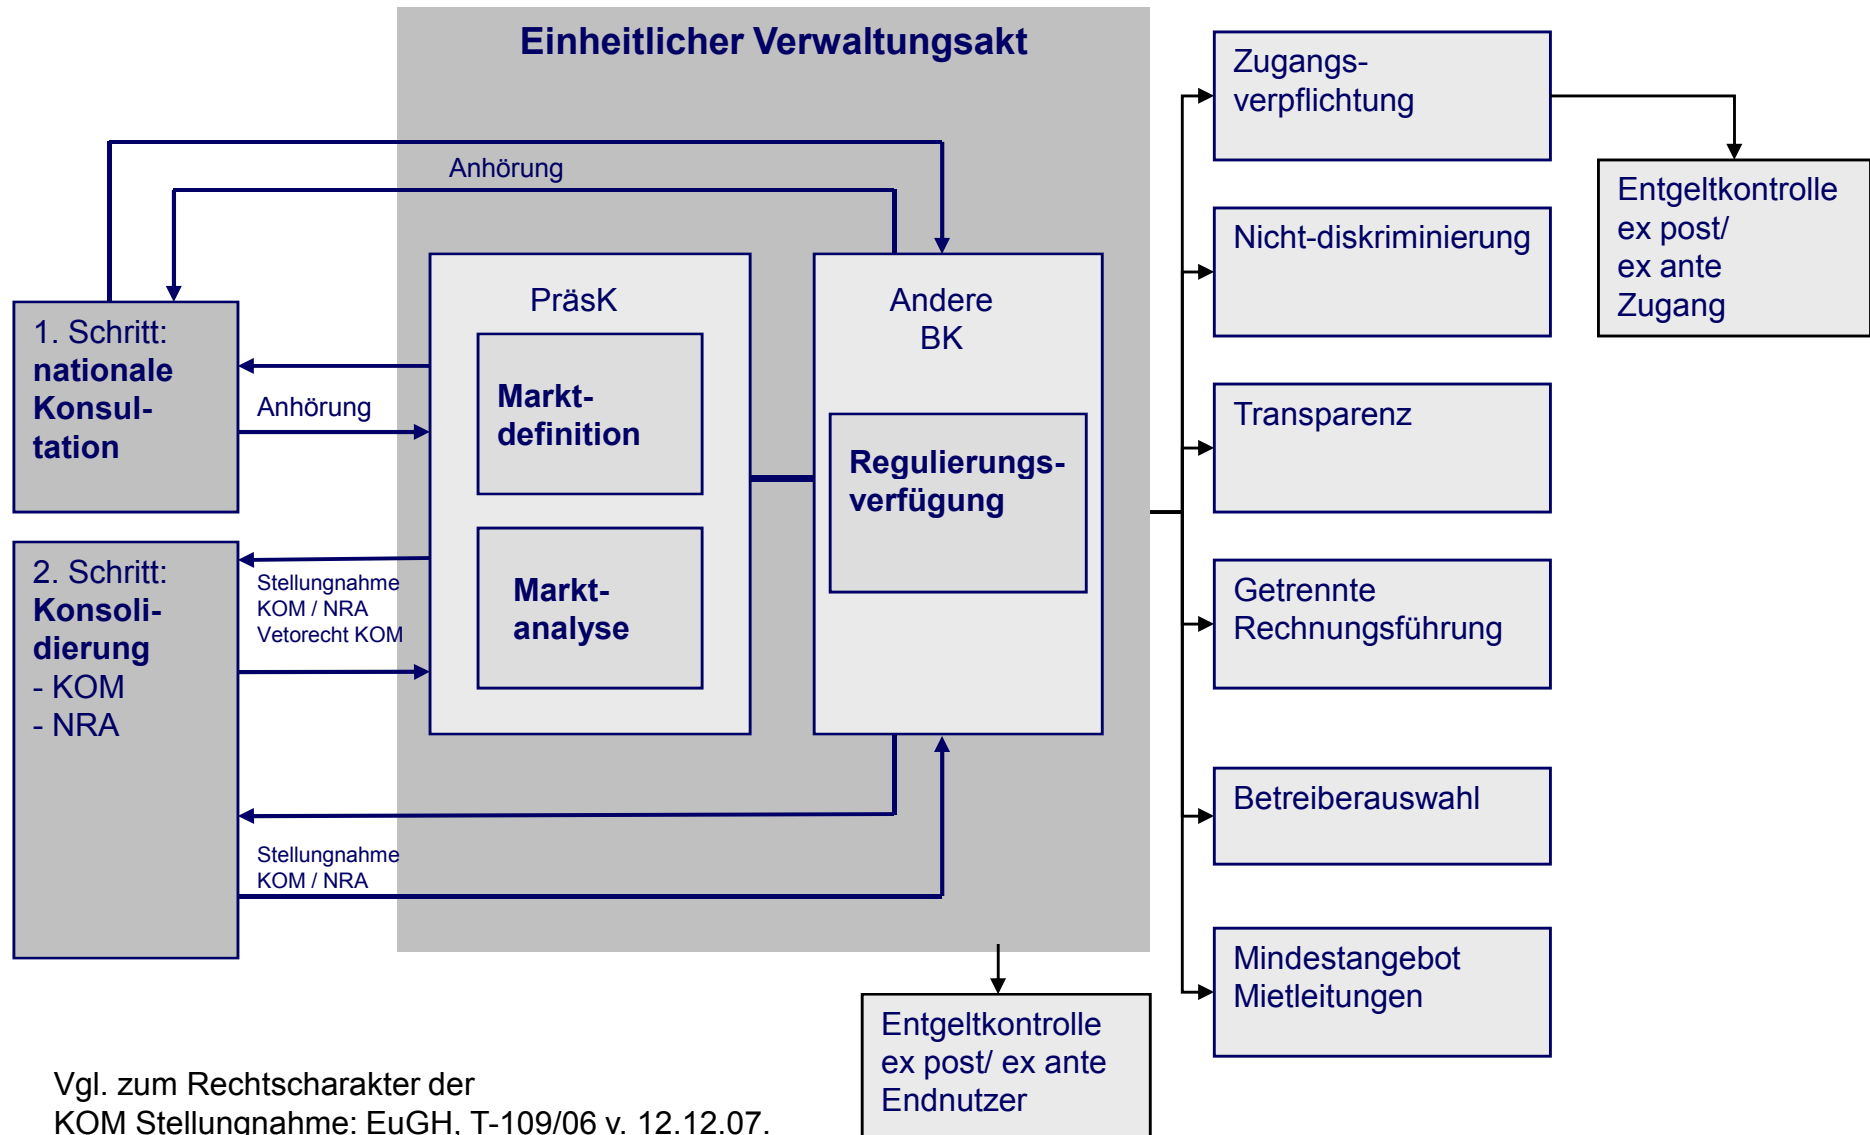 Einheitlicher Verwaltungsakt
Anhörung
1. Schritt:
nationale
Konsul-
tation
Anhörung
2. Schritt:
Konsoli-
dierung
- KOM
- NRA
Stellungnahme
KOM / NRA
Vetorecht KOM
Stellungnahme
KOM / NRA
PräsK
Markt-
definition
Markt-
analyse
Andere
BK
Regulierungs-
verfügung
Zugangs-
verpflichtung
Nicht-diskriminierung
Transparenz
Getrennte
Rechnungsführung
Betreiberauswahl
Mindestangebot
Mietleitungen
Entgeltkontrolle
ex post/
ex ante
Zugang
Entgeltkontrolle
ex post/ ex ante
Endnutzer
Vgl. zum Rechtscharakter der
KOM Stellungnahme: EuGH, T-109/06 v. 12.12.07.